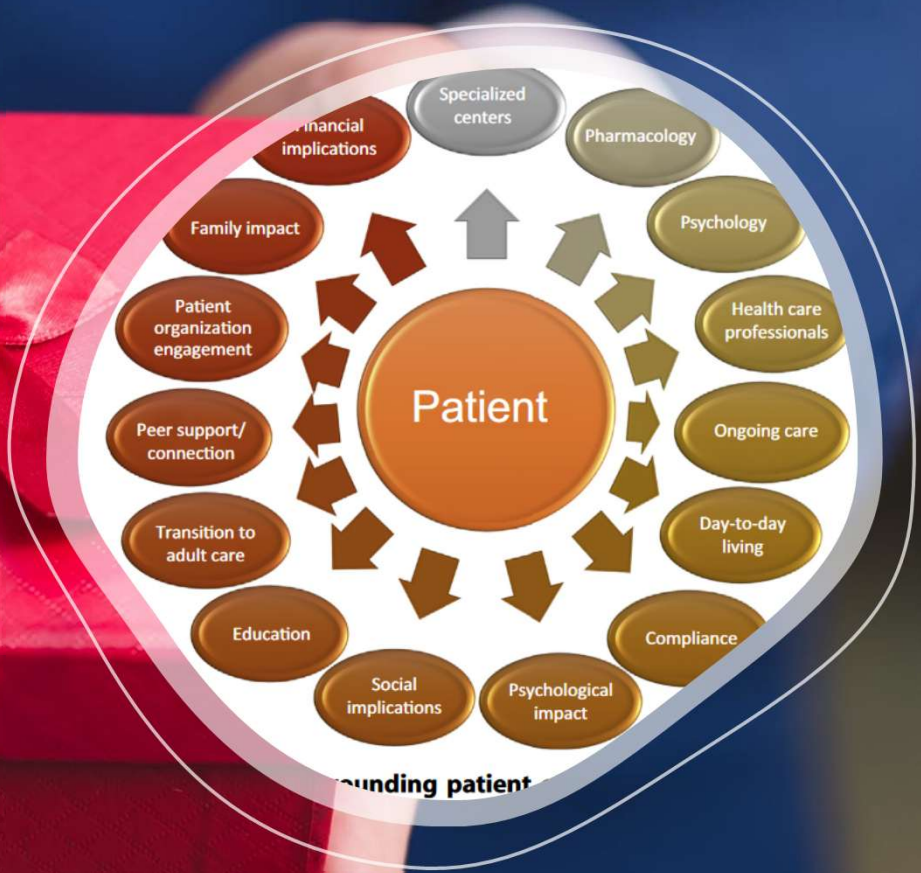 Specialized
centers
Pharmacology
Psychology
Health care
professionals
Ongoing care
Day-to-day
living
Compliance
Psychological
impact
Social
implications
Education
Transition to
adult care
Peer support/
connection
Patient
organization
engagement
Family impact
implications
Patient
patient